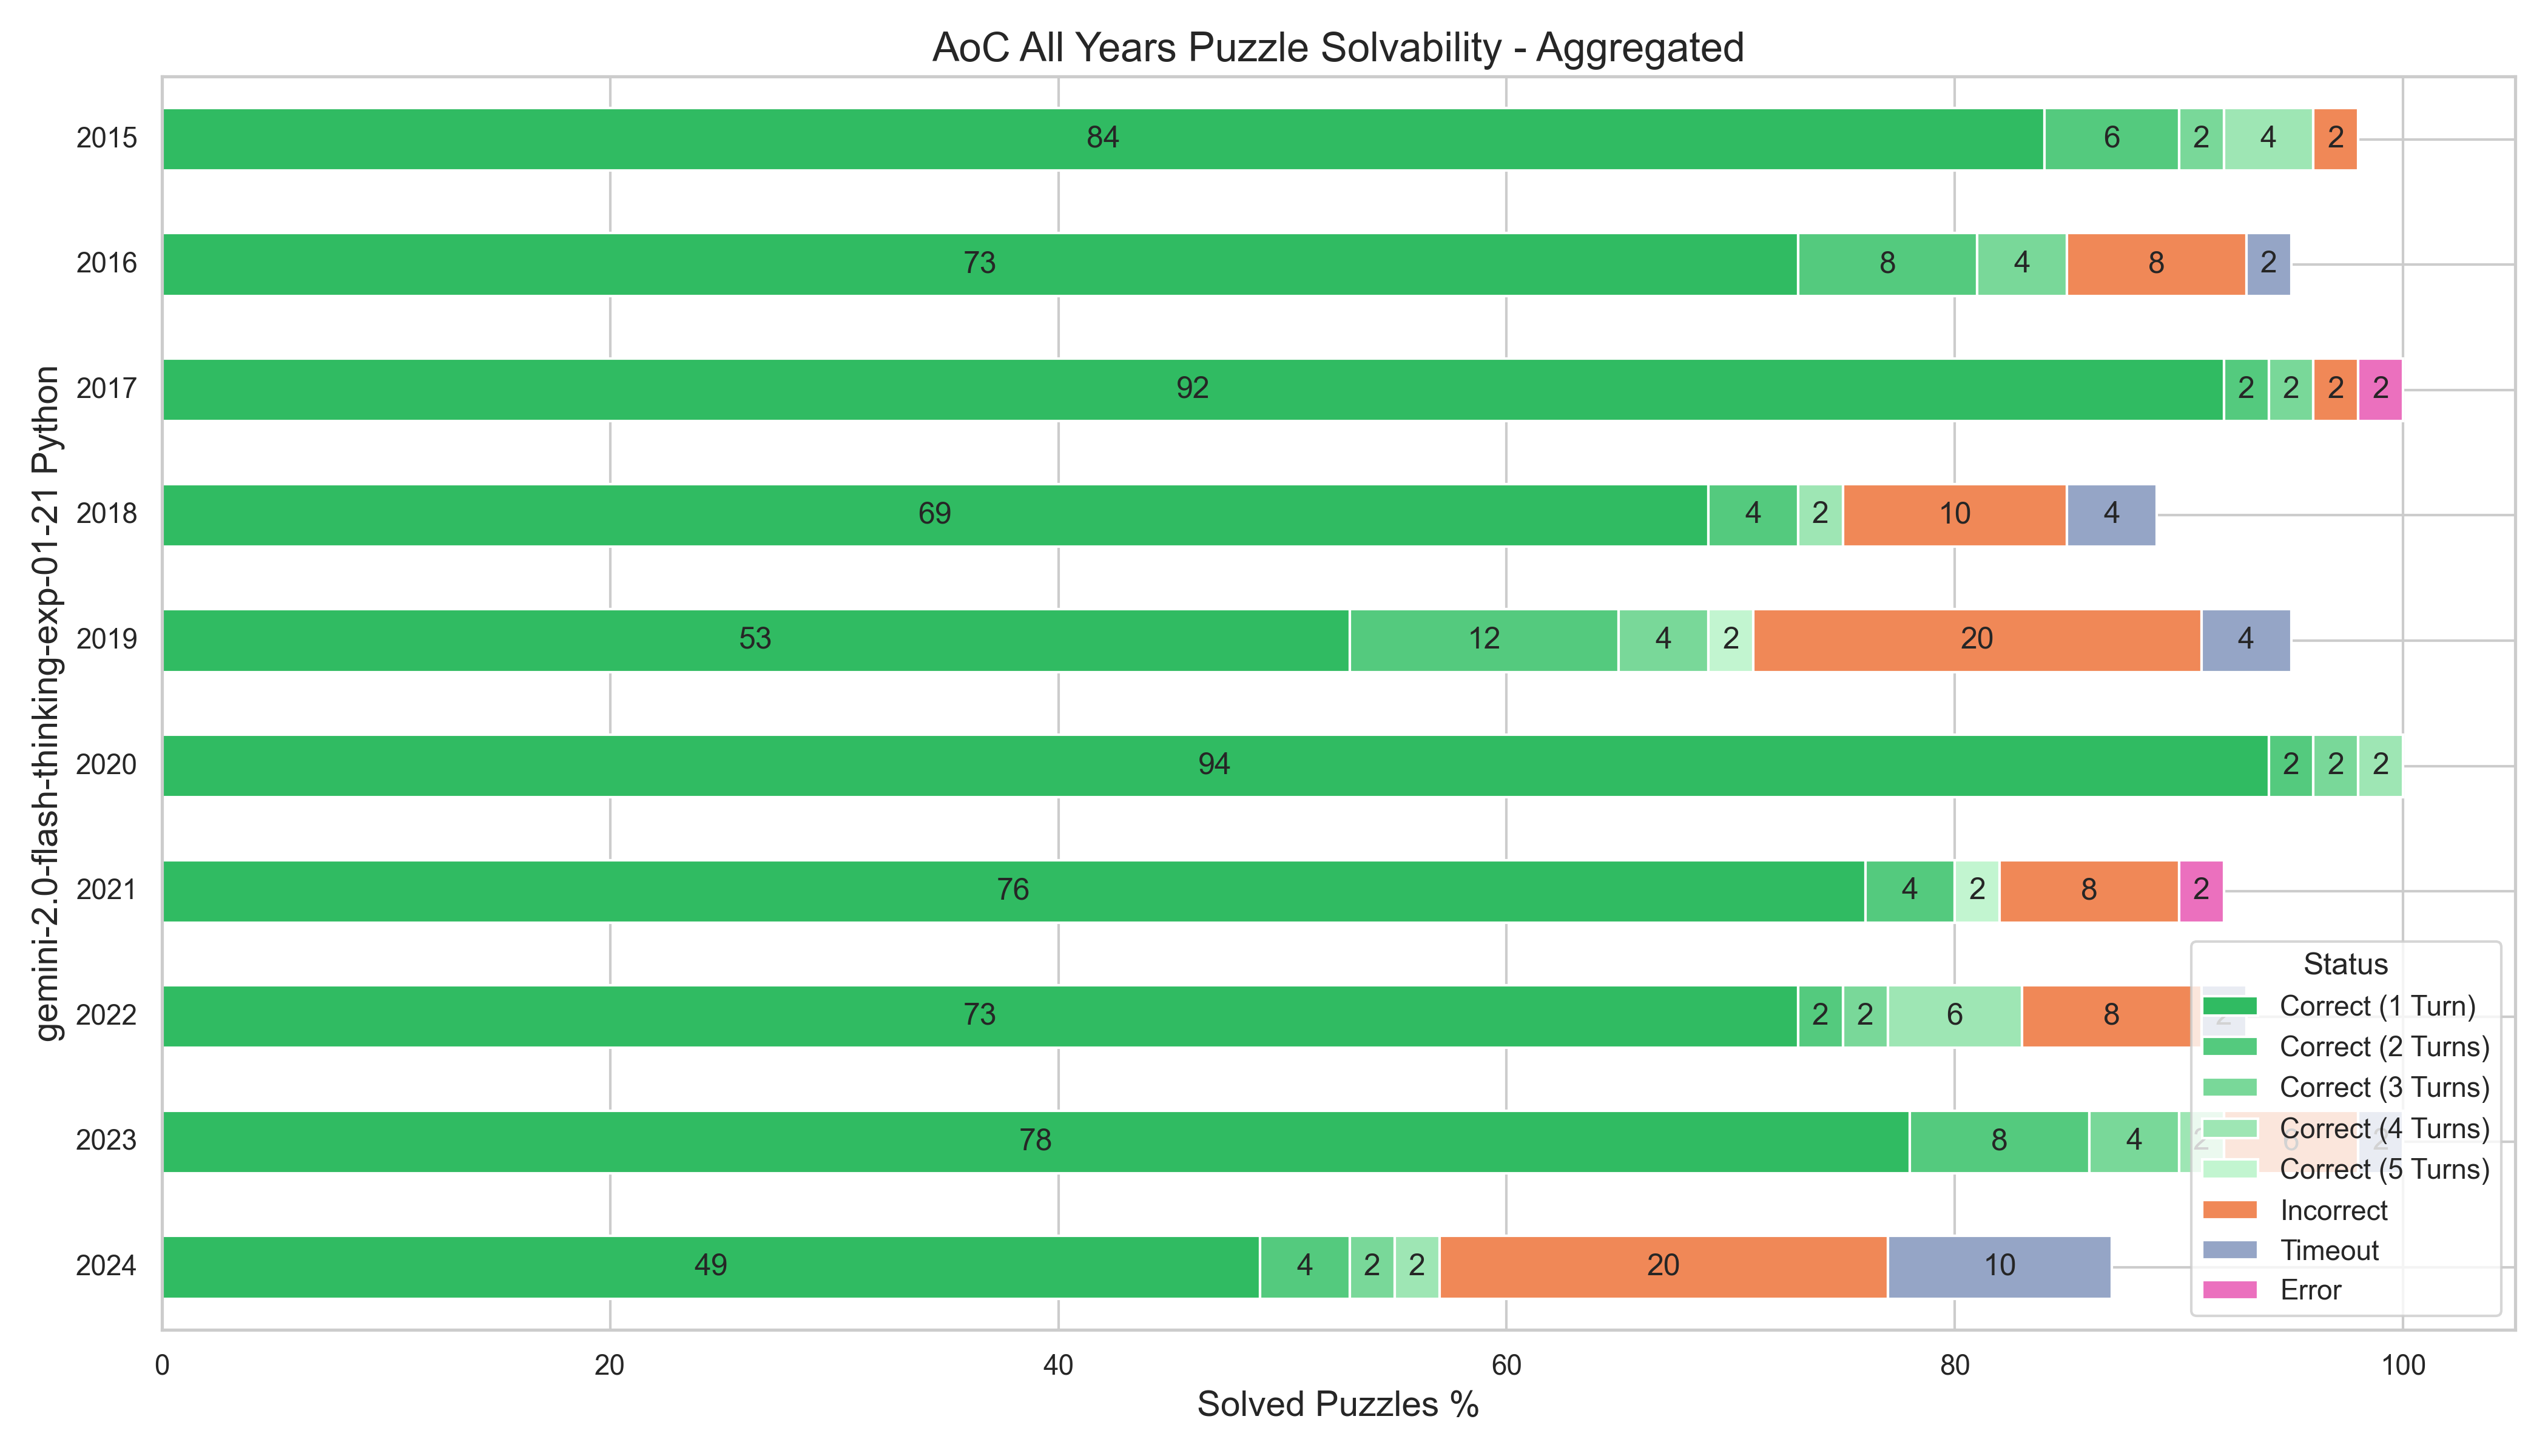 AoC All Years Puzzle Solvability - Aggregated
gemini-2.0-flash-thinking-exp-01-21 Python
2015 84 6 2 4 2
2016 73 8 4 8 2
2017 92 2 2 2 2
2018 69 4 2 10 4
2019 53 12 4 2 20 4
2020 94 2 2 2
2021 76 4 2 8 2
2022 73 2 2 6 8 2
2023 78 8 4 2 6 2
2024 49 4 2 2 20 10
Status
Correct (1 Turn)
Correct (2 Turns)
Correct (3 Turns)
Correct (4 Turns)
Correct (5 Turns)
Incorrect
Timeout
Error
0 20 40 60 80 100
Solved Puzzles %